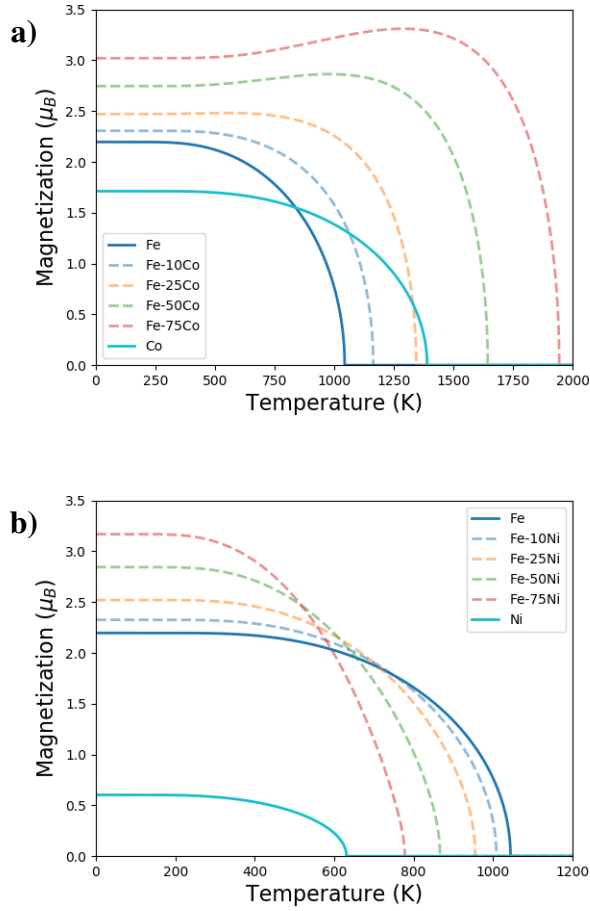 a)
3.5
3.0
2.5
2.0
1.5
1.0
0.5
0.0
Magnetization (μB)
Fe
Fe-10Co
Fe-25Co
Fe-50Co
Fe-75Co
Co
0 250 500 750 1000 1250 1500 1750 2000
Temperature (K)
b)
3.5
3.0
2.5
2.0
1.5
1.0
0.5
0.0
Magnetization (μB)
Fe
Fe-10Ni
Fe-25Ni
Fe-50Ni
Fe-75Ni
Ni
0 200 400 600 800 1000 1200
Temperature (K)